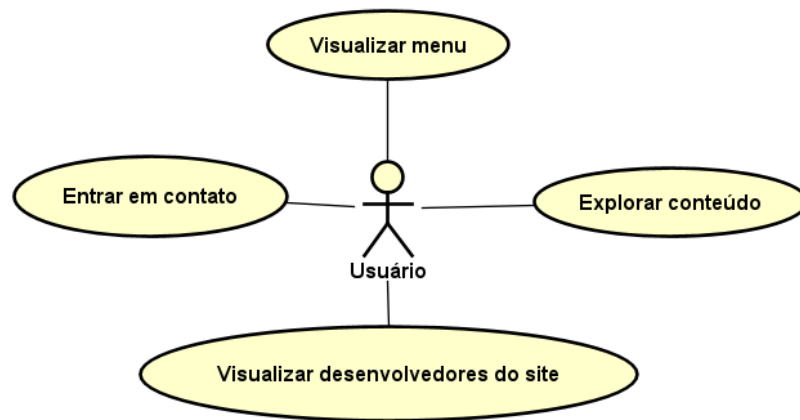 Visualizar menu
Entrar em contato
Explorar conteúdo
Usuário
Visualizar desenvolvedores do site